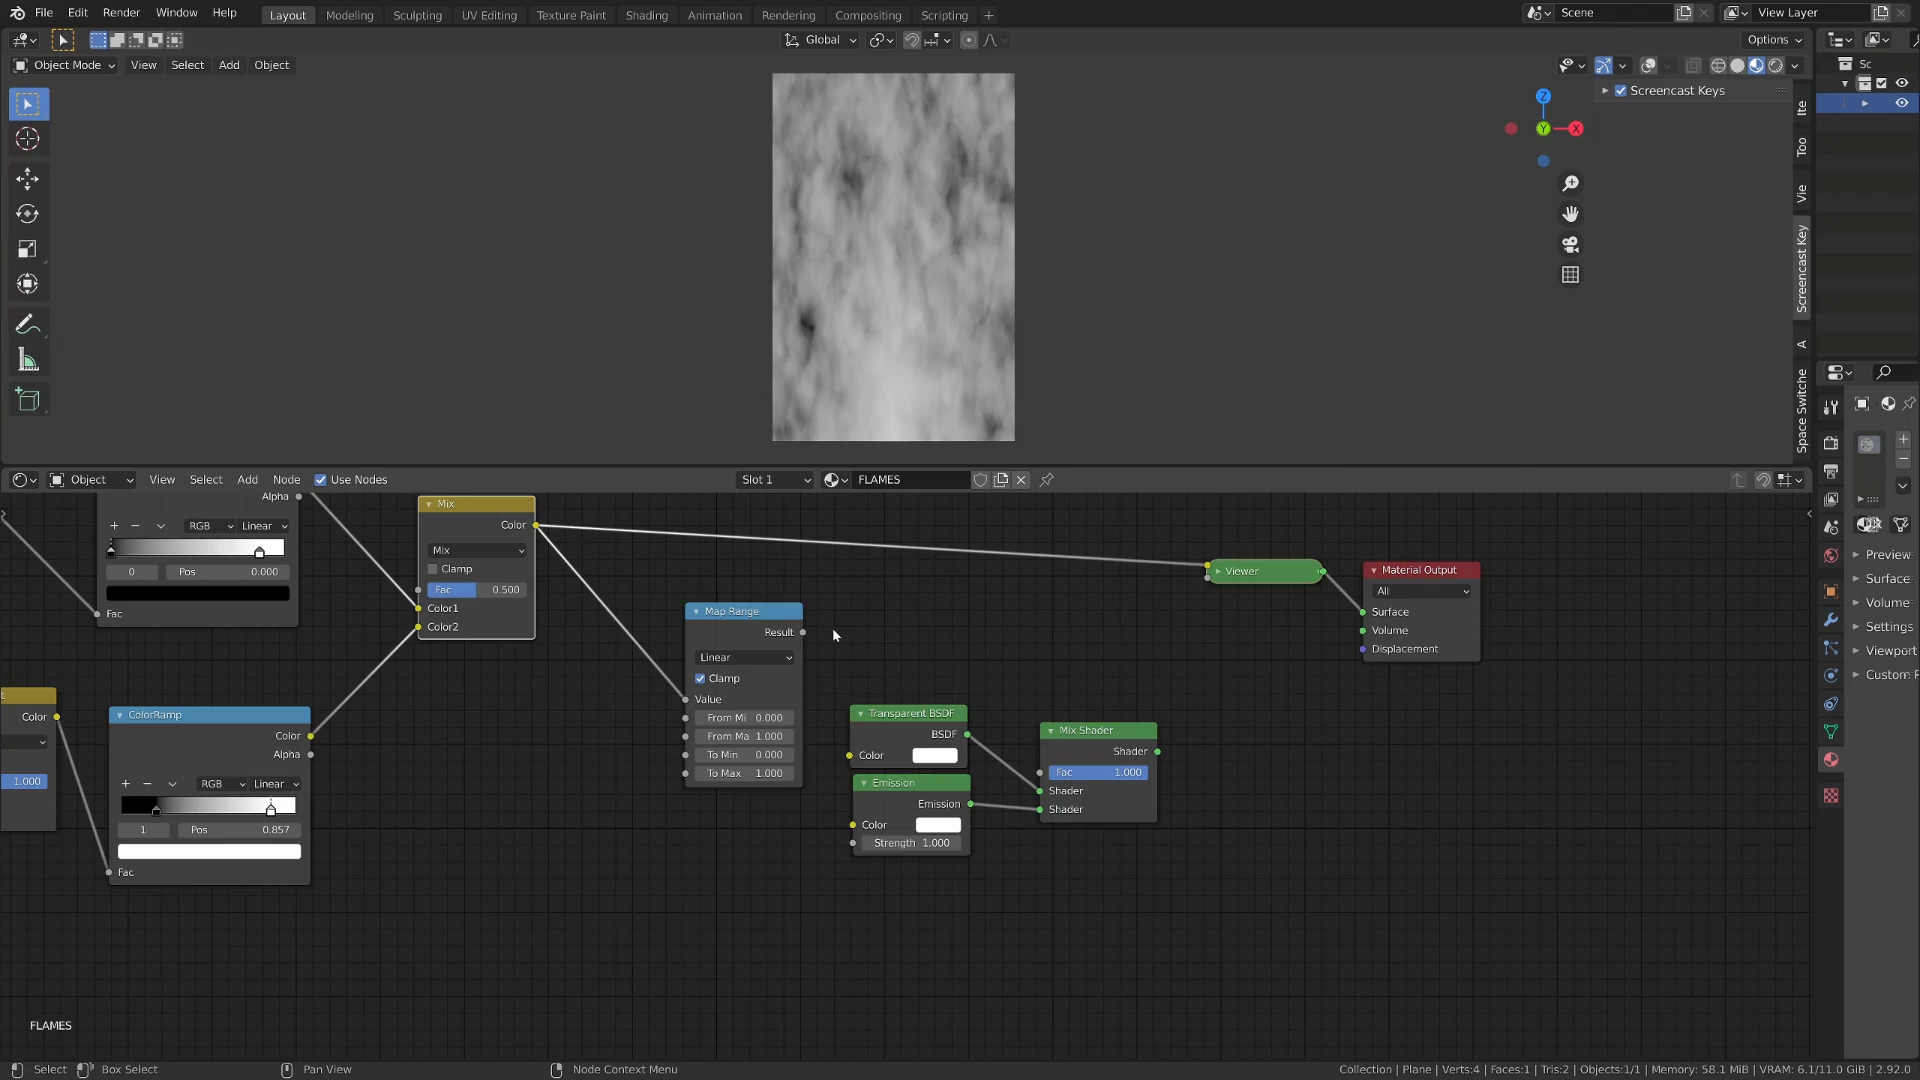 File Edit Render Window Help Layout Modeling Sculpting UV Editing Texture Paint Shading Animation Rendering Compositing Scripting + Scene View Layer
Global Options
Object Mode View Select Add Object
Sc
Z
Y X
Screencast Keys
Ite
Too
Vie
Screencast Key
A
Space Switche
Object View Select Add Node Use Nodes Slot 1 FLAMES
Alpha
RGB Linear
0 Pos 0.000
Fac
Mix
Color
Mix
Clamp
Fac 0.500
Color1
Color2
Map Range
Result
Linear
Clamp
Value
From Mi 0.000
From Ma 1.000
To Min 0.000
To Max 1.000
Viewer
Material Output
All
Surface
Volume
Displacement
t
Color
1.000
ColorRamp
Color
Alpha
RGB Linear
1 Pos 0.857
Fac
Transparent BSDF
BSDF
Color
Emission
Emission
Color
Strength 1.000
Mix Shader
Shader
Fac 1.000
Shader
Shader
Preview
Surface
Volume
Settings
Viewport
Custom P
FLAMES
Select Box Select Pan View Node Context Menu Collection | Plane | Verts:4 | Faces:1 | Tris:2 | Objects:1/1 | Memory: 58.1 MiB | VRAM: 6.1/11.0 GiB | 2.92.0